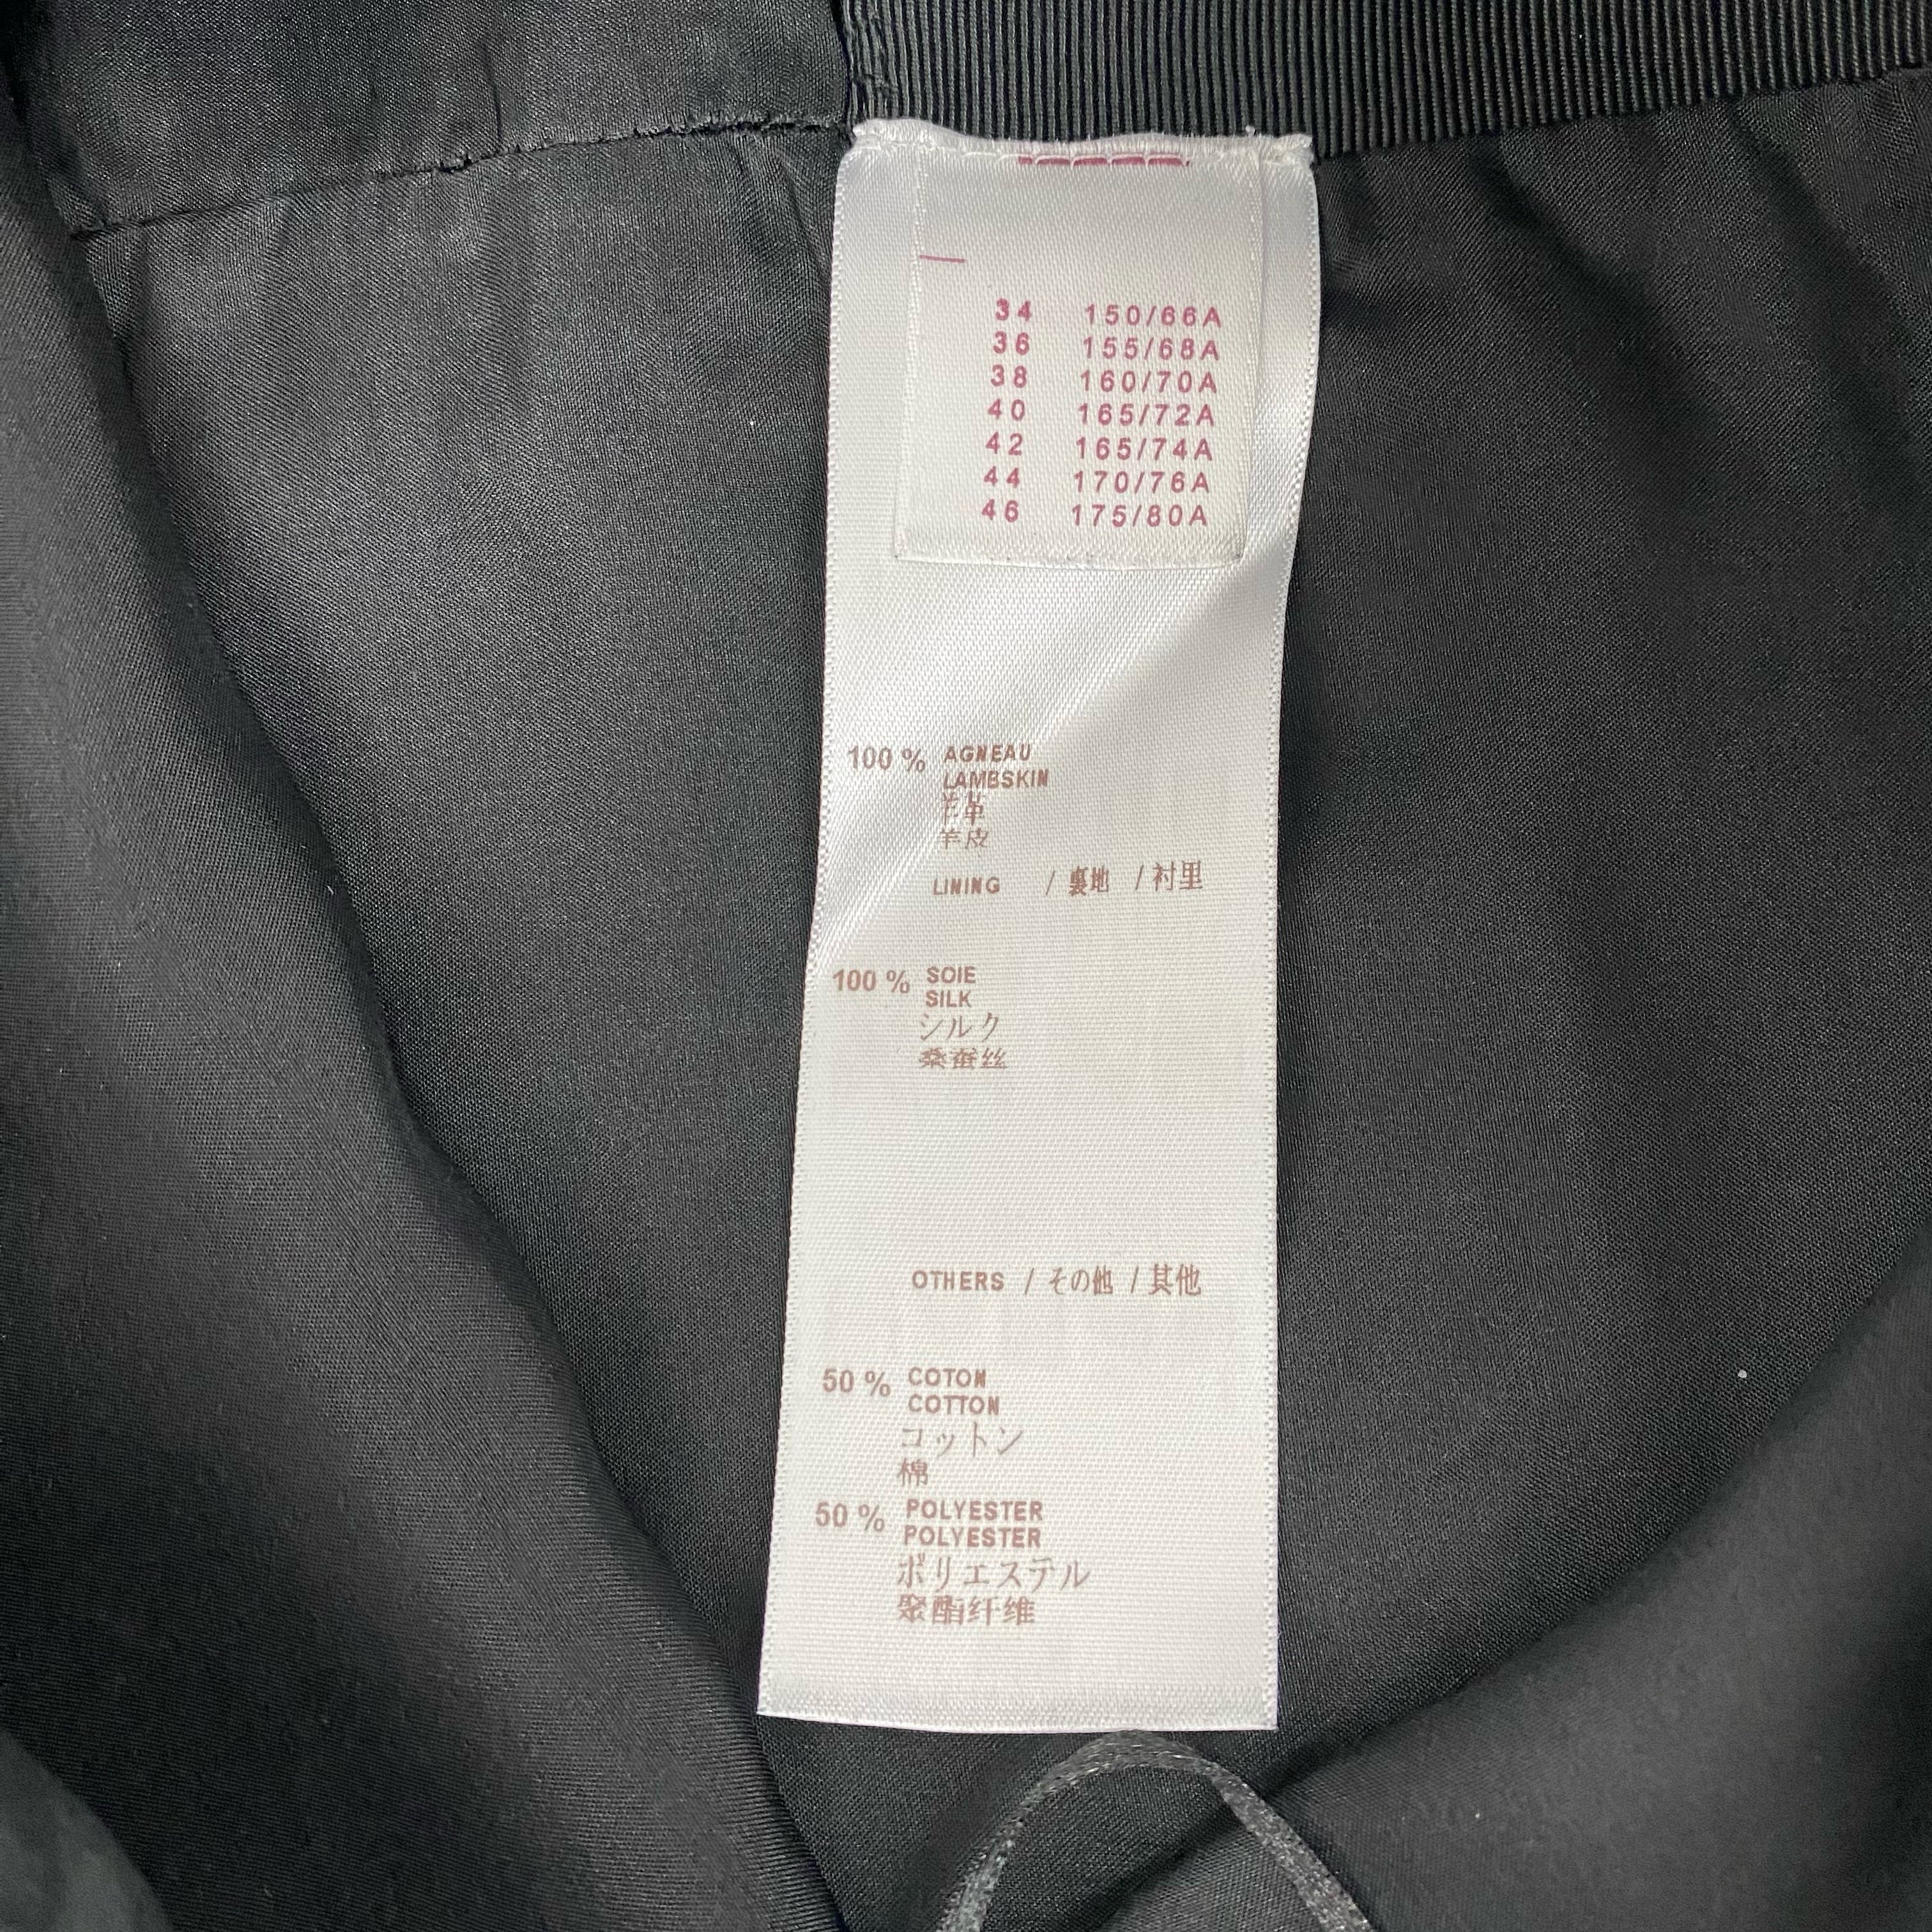 34 150/66A
36 155/68A
38 160/70A
40 165/72A
42 165/74A
44 170/76A
46 175/80A
100 % AGNEAU
LAMBSKIN
羊革
羊皮
LINING / 裏地 / 衬里
100 % SOIE
SILK
シルク
桑蚕丝
OTHERS / その他 / 其他
50 % COTON
COTTON
コットン
棉
50 % POLYESTER
POLYESTER
ポリエステル
聚酯纤维